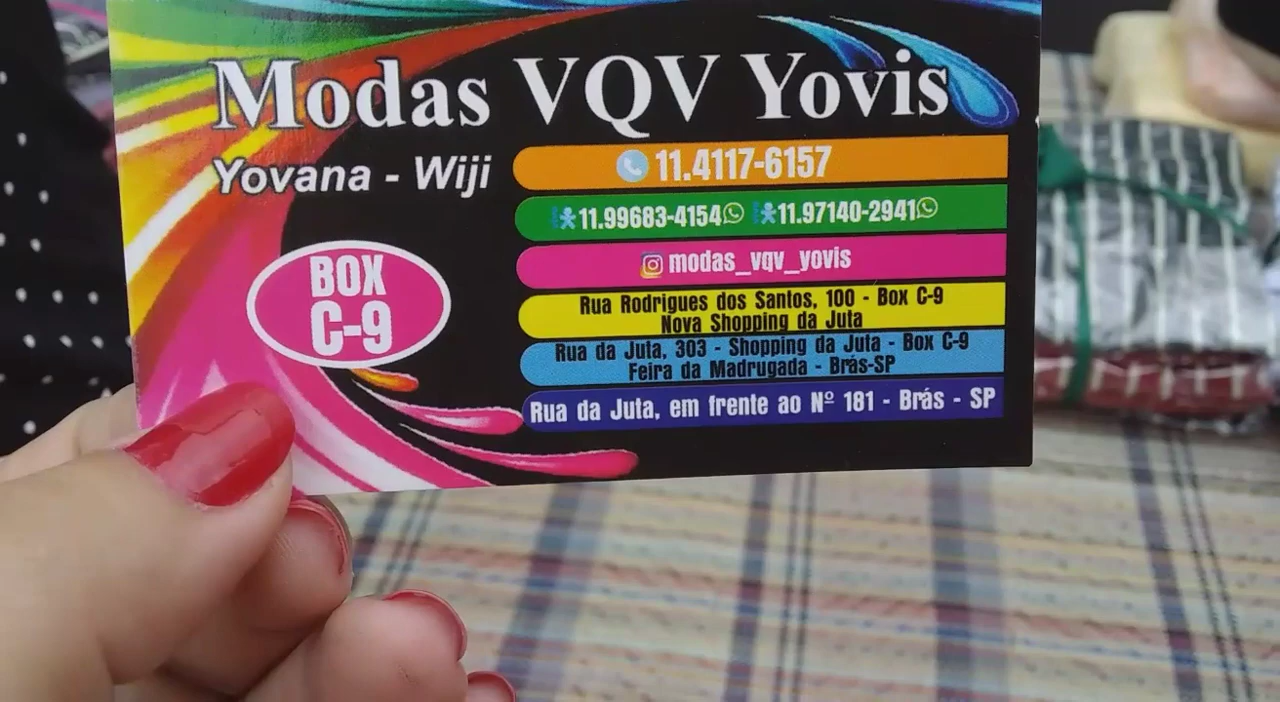 Modas VQV Yovis
Yovana - Wiji
11.4117-6157
11.99683-4154 11.97140-2941
modas_vqv_yovis
BOX
C-9
Rua Rodrigues dos Santos, 100 - Box C-9
Nova Shopping da Juta
Rua da Juta, 303 - Shopping da Juta - Box C-9
Feira da Madrugada - Brás-SP
Rua da Juta, em frente ao Nº 181 - Brás - SP